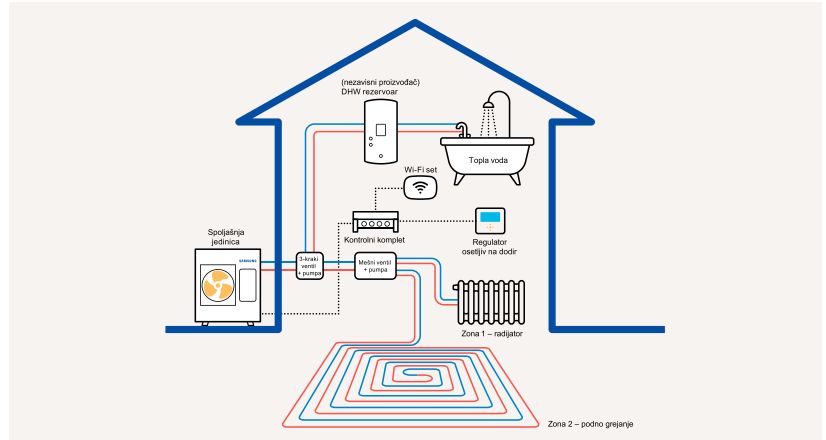 (nezavisni proizvođač)
DHW rezervoar
Topla voda
Wi-Fi set
Kontrolni komplet
Regulator
osetljiv na dodir
Spoljašnja
jedinica
SAMSUNG
3-kraki
ventil
+ pumpa
Mešni ventil
+ pumpa
Zona 1 – radijator
Zona 2 – podno grejanje